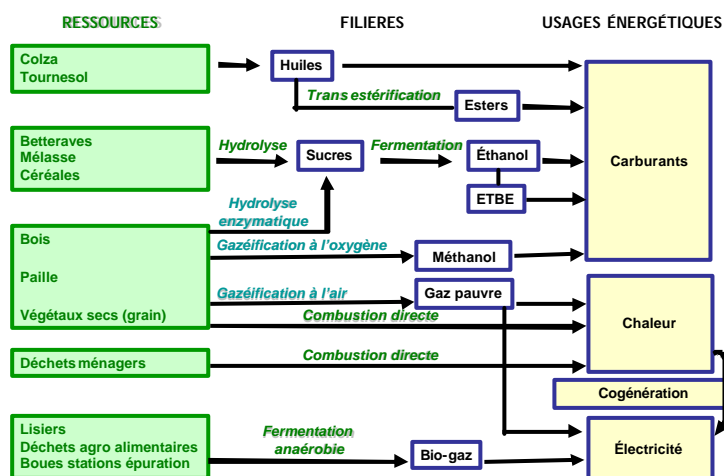 RESSOURCES
FILIERES
USAGES ÉNERGÉTIQUES
Colza
Tournesol
Huiles
Trans estérification
Esters
Betteraves
Mélasse
Céréales
Hydrolyse
Sucres
Fermentation
Éthanol
ETBE
Carburants
Hydrolyse
enzymatique
Bois
Gazéification à l'oxygène
Méthanol
Paille
Gazéification à l'air
Gaz pauvre
Végétaux secs (grain)
Combustion directe
Chaleur
Déchets ménagers
Combustion directe
Cogénération
Lisiers
Déchets agro alimentaires
Boues stations épuration
Fermentation
anaérobie
Bio-gaz
Électricité